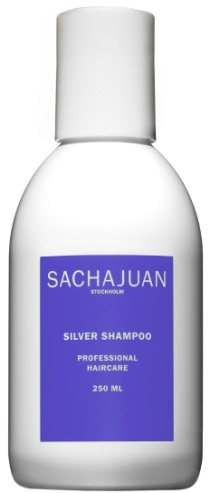 SACHAJUAN
STOCKHOLM
SILVER SHAMPOO
PROFESSIONAL
HAIRCARE
250 ML